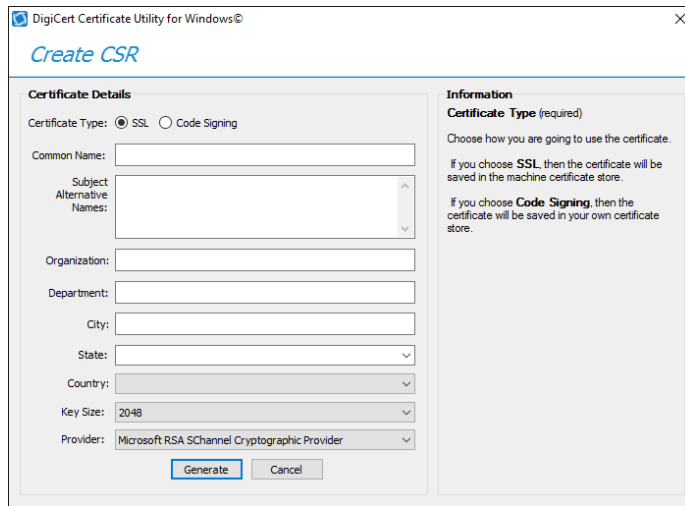 DigiCert Certificate Utility for Windows©
Create CSR
Certificate Details
Certificate Type: SSL Code Signing
Common Name:
Subject
Alternative
Names:
Organization:
Department:
City:
State:
Country:
Key Size: 2048
Provider: Microsoft RSA SChannel Cryptographic Provider
Generate Cancel
Information
Certificate Type (required)
Choose how you are going to use the certificate.
If you choose SSL, then the certificate will be
saved in the machine certificate store.
If you choose Code Signing, then the
certificate will be saved in your own certificate
store.